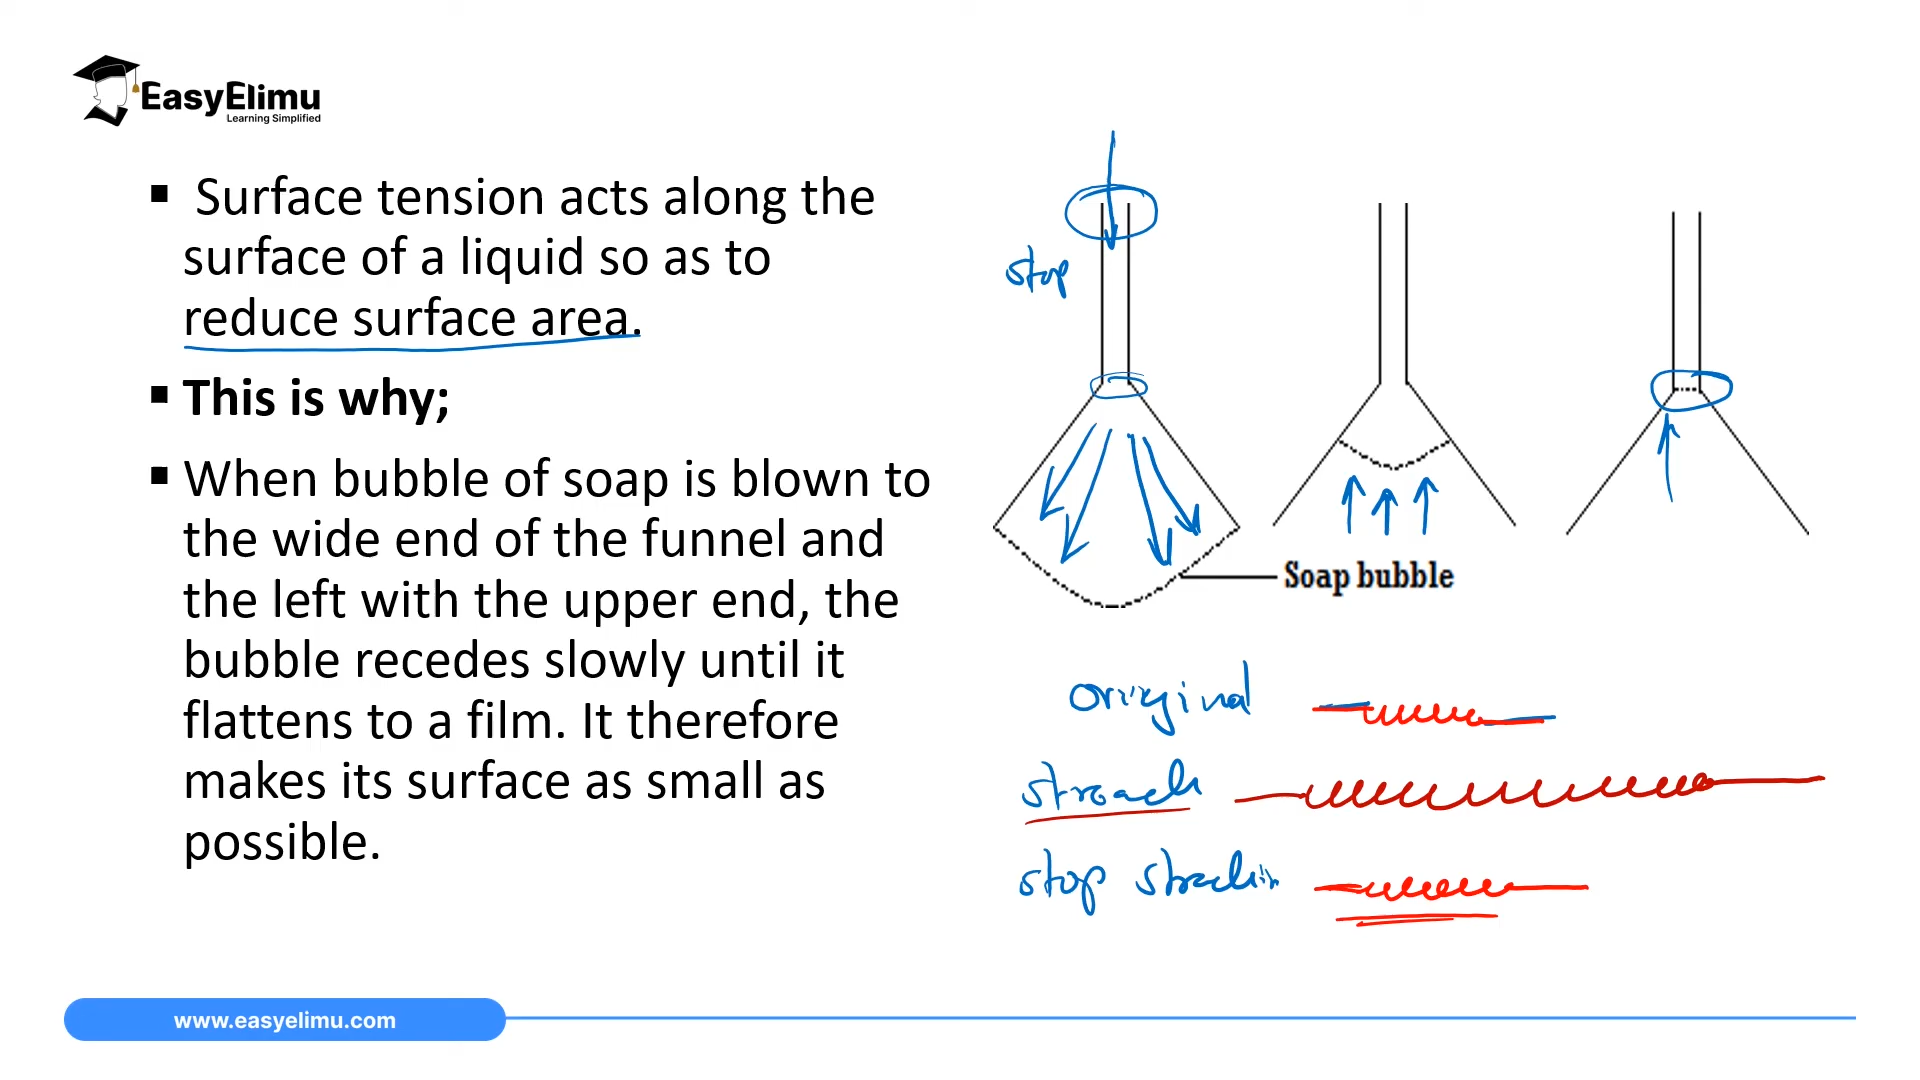 EasyElimu
Learning Simplified
▪ Surface tension acts along the
surface of a liquid so as to
reduce surface area.
▪ This is why;
▪ When bubble of soap is blown to
the wide end of the funnel and
the left with the upper end, the
bubble recedes slowly until it
flattens to a film. It therefore
makes its surface as small as
possible.
stop
Soap bubble
original
stop
www.easyelimu.com